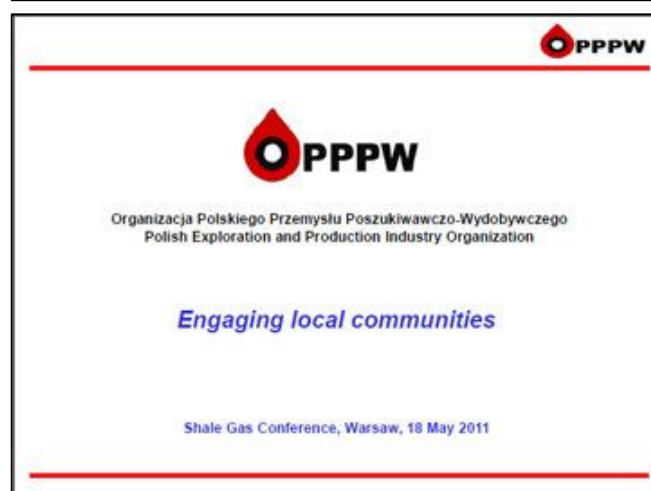 OPPPW
OPPPW
Organizacja Polskiego Przemysłu Poszukiwawczo-Wydobywczego
Polish Exploration and Production Industry Organization
Engaging local communities
Shale Gas Conference, Warsaw, 18 May 2011